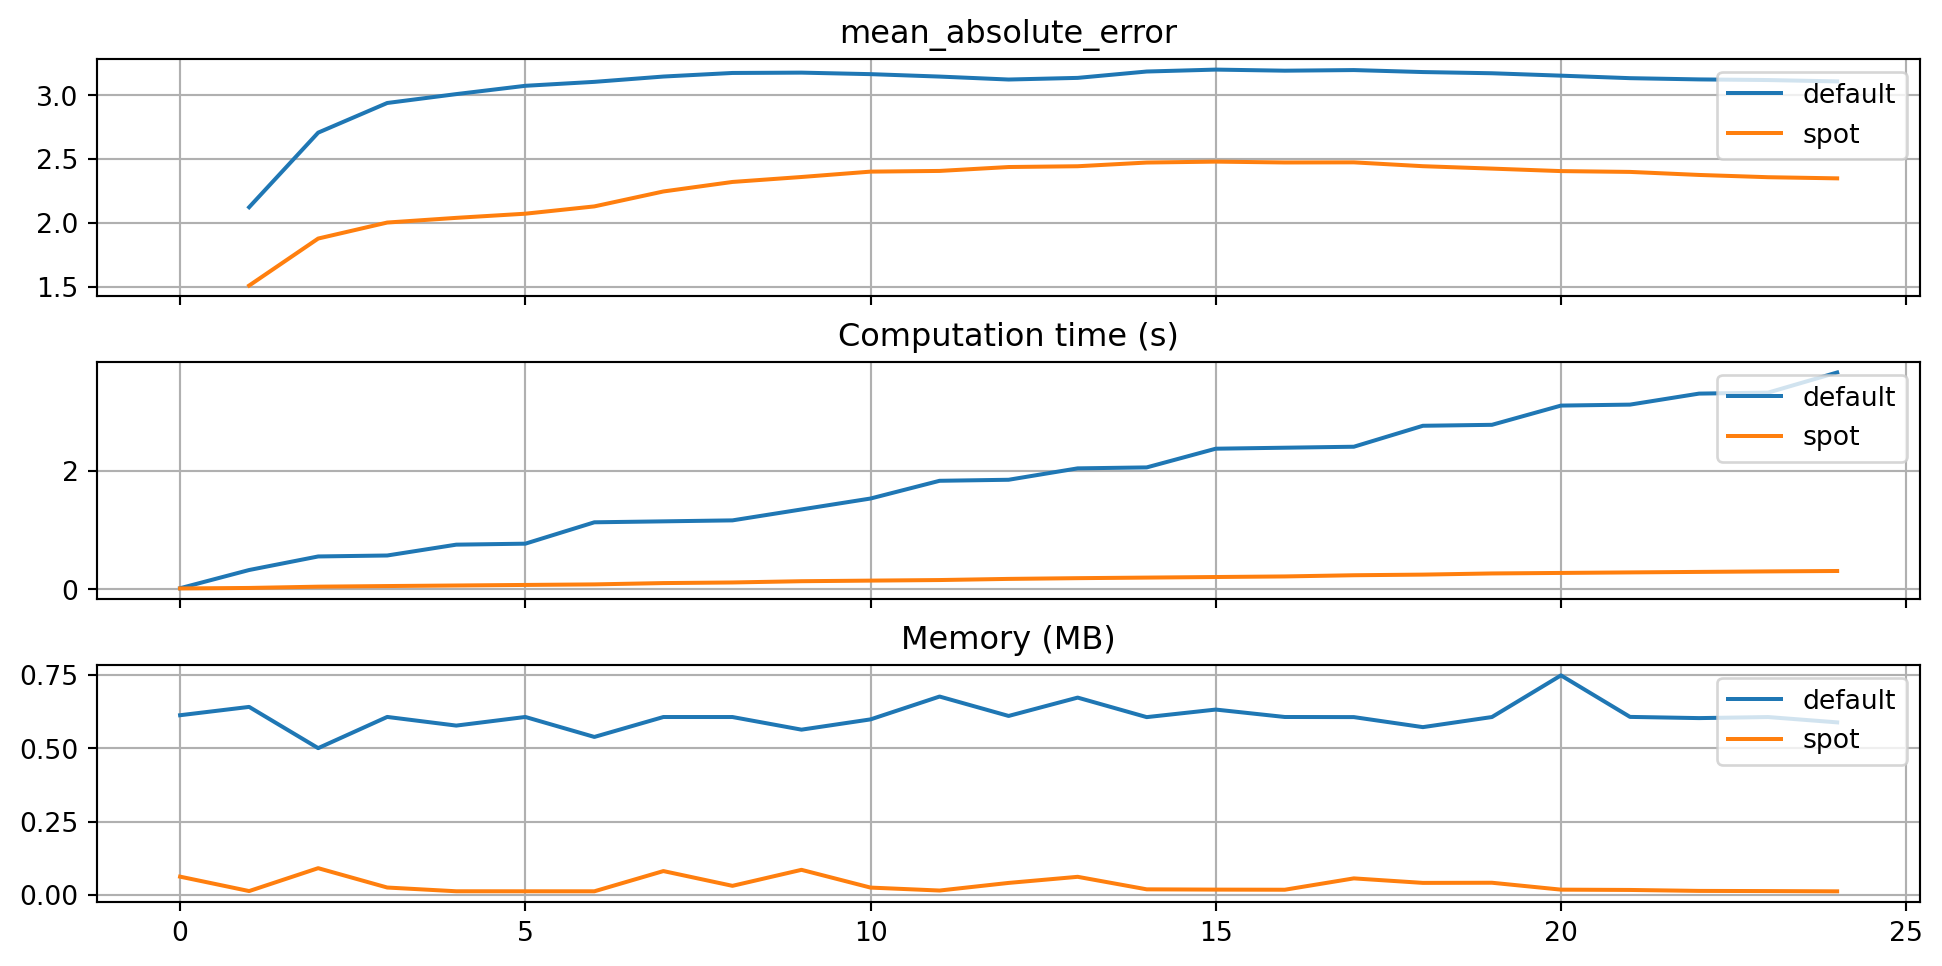 mean_absolute_error
3.0
2.5
2.0
1.5
default
spot
Computation time (s)
2
0
default
spot
Memory (MB)
0.75
0.50
0.25
0.00
default
spot
0 5 10 15 20 25